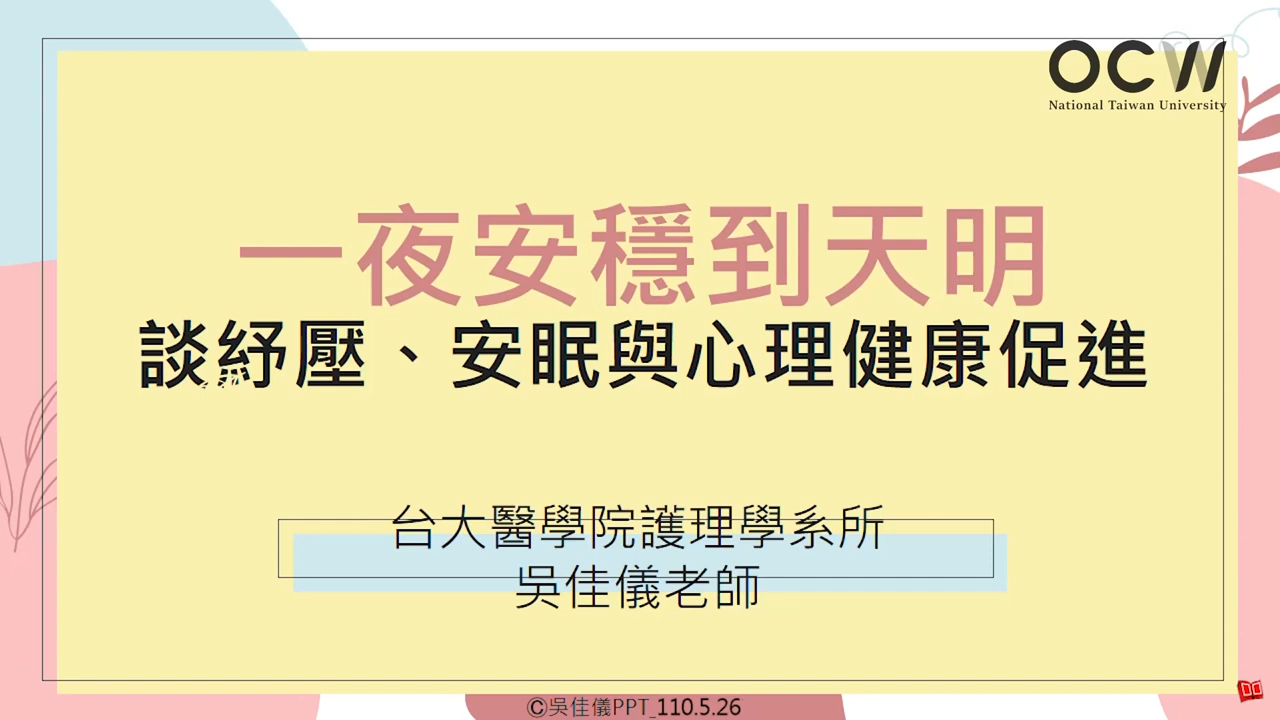 OCW
National Taiwan University
一夜安穩到天明
談紓壓、安眠與心理健康促進
台大醫學院護理學系所
吳佳儀老師
©吳佳儀PPT_110.5.26